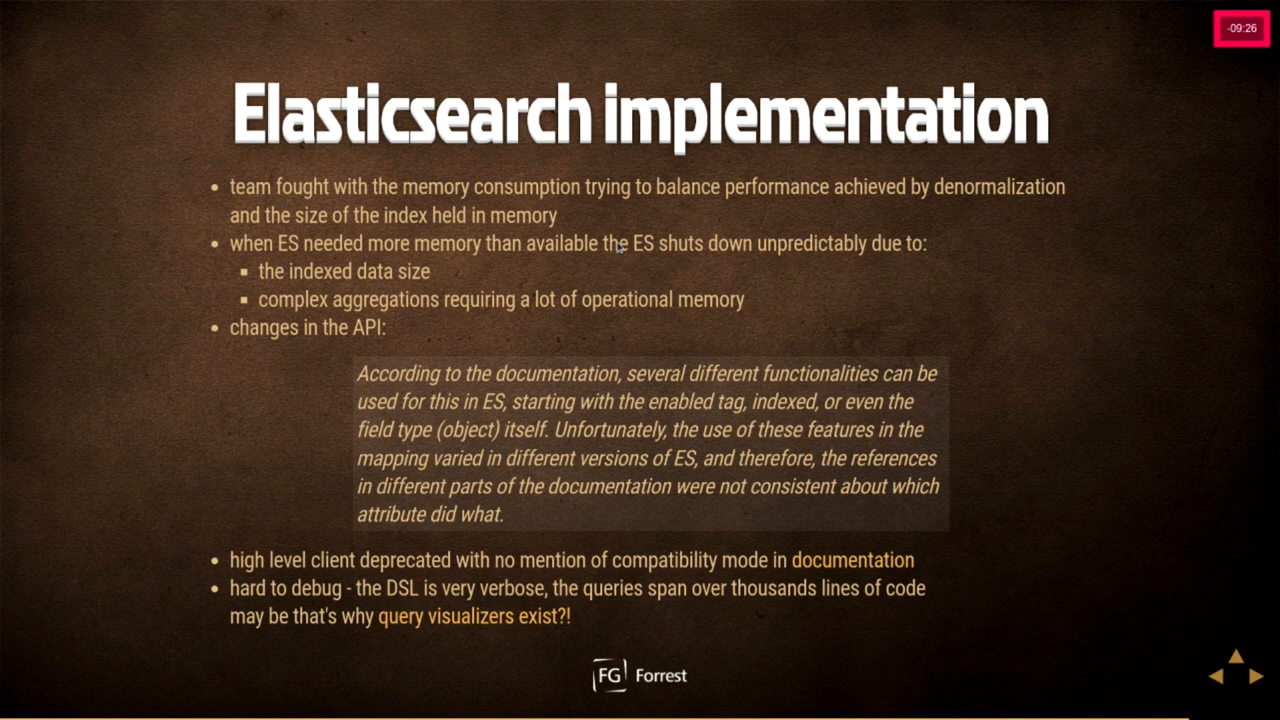 -09:26
Elasticsearch implementation
team fought with the memory consumption trying to balance performance achieved by denormalization
and the size of the index held in memory
when ES needed more memory than available the ES shuts down unpredictably due to:
the indexed data size
complex aggregations requiring a lot of operational memory
changes in the API:
According to the documentation, several different functionalities can be
used for this in ES, starting with the enabled tag, indexed, or even the
field type (object) itself. Unfortunately, the use of these features in the
mapping varied in different versions of ES, and therefore, the references
in different parts of the documentation were not consistent about which
attribute did what.
high level client deprecated with no mention of compatibility mode in documentation
hard to debug - the DSL is very verbose, the queries span over thousands lines of code
may be that's why query visualizers exist?!
FG Forrest